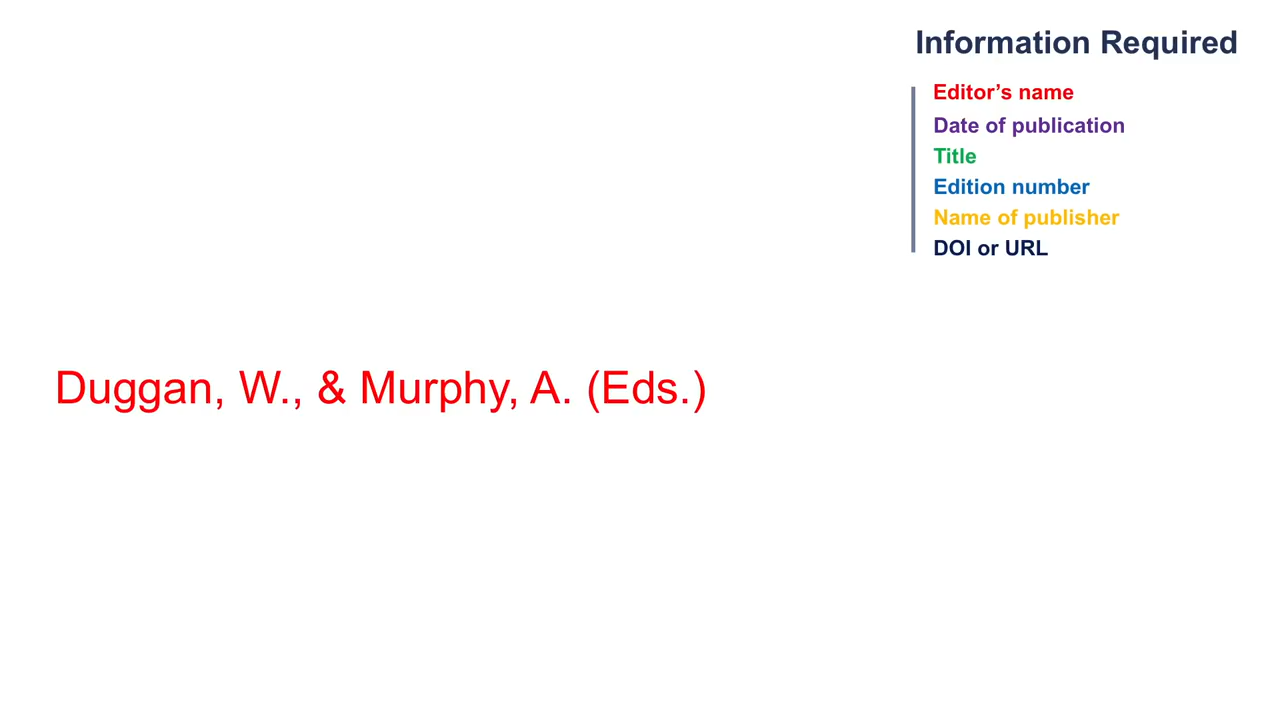 Information Required
Editor’s name
Date of publication
Title
Edition number
Name of publisher
DOI or URL
Duggan, W., & Murphy, A. (Eds.)